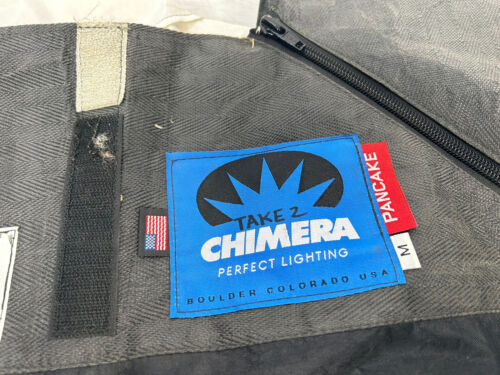 TAKE 2
CHIMERA
PERFECT LIGHTING
BOULDER COLORADO USA
PANCAKE
M